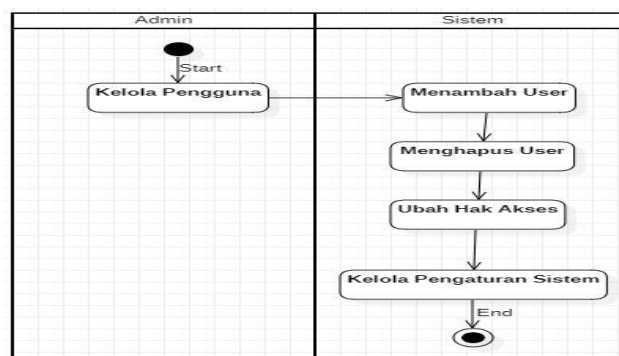 Admin
Sistem
Start
Kelola Pengguna
Menambah User
Menghapus User
Ubah Hak Akses
Kelola Pengaturan Sistem
End